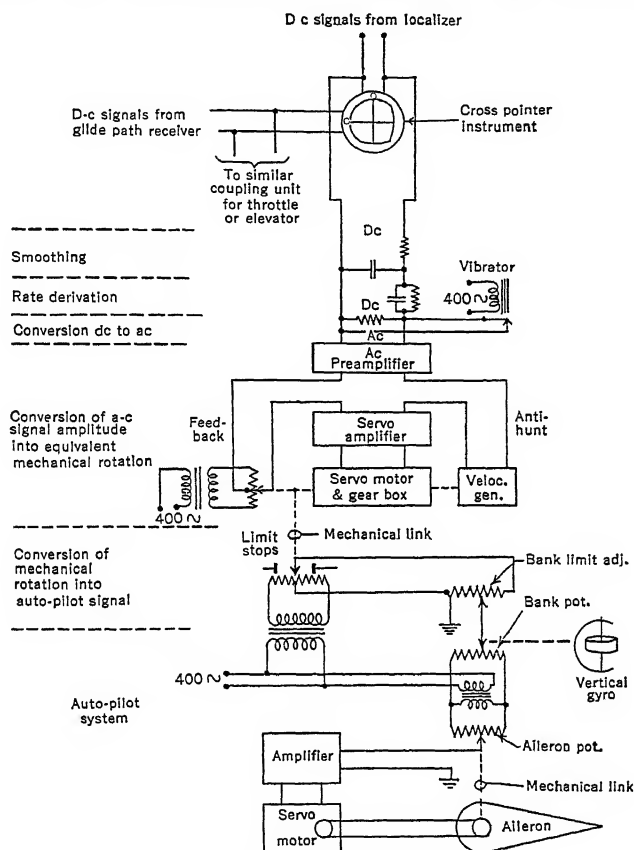 D c signals from localizer
D-c signals from
glide path receiver
Cross pointer
instrument
To similar
coupling unit
for throttle
or elevator
Dc
Smoothing
Vibrator
Rate derivation
400 ~
Dc
Conversion dc to ac
Ac
Ac
Preamplifier
Conversion of a-c
signal amplitude
into equivalent
mechanical rotation
Feed-
back
Servo
amplifier
Anti-
hunt
Servo motor
& gear box
Veloc.
gen.
400 ~
Limit
stops
Mechanical link
Conversion of
mechanical
rotation into
auto-pilot signal
Bank limit adj.
Bank pot.
Vertical
gyro
400 ~
Auto-pilot
system
Aileron pot.
Amplifier
Mechanical link
Servo
motor
Aileron